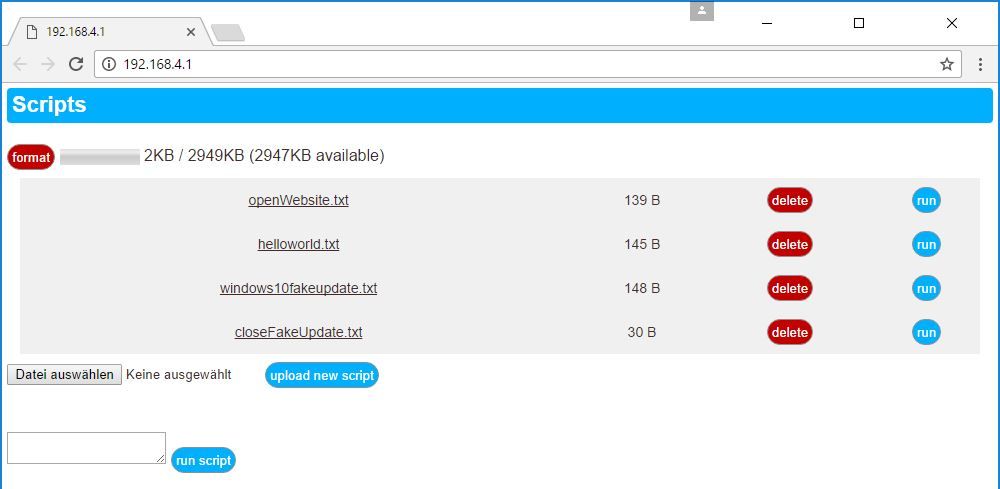 192.168.4.1
192.168.4.1
Scripts
format 2KB / 2949KB (2947KB available)
openWebsite.txt 139 B delete run
helloworld.txt 145 B delete run
windows10fakeupdate.txt 148 B delete run
closeFakeUpdate.txt 30 B delete run
Datei auswählen Keine ausgewählt upload new script
run script